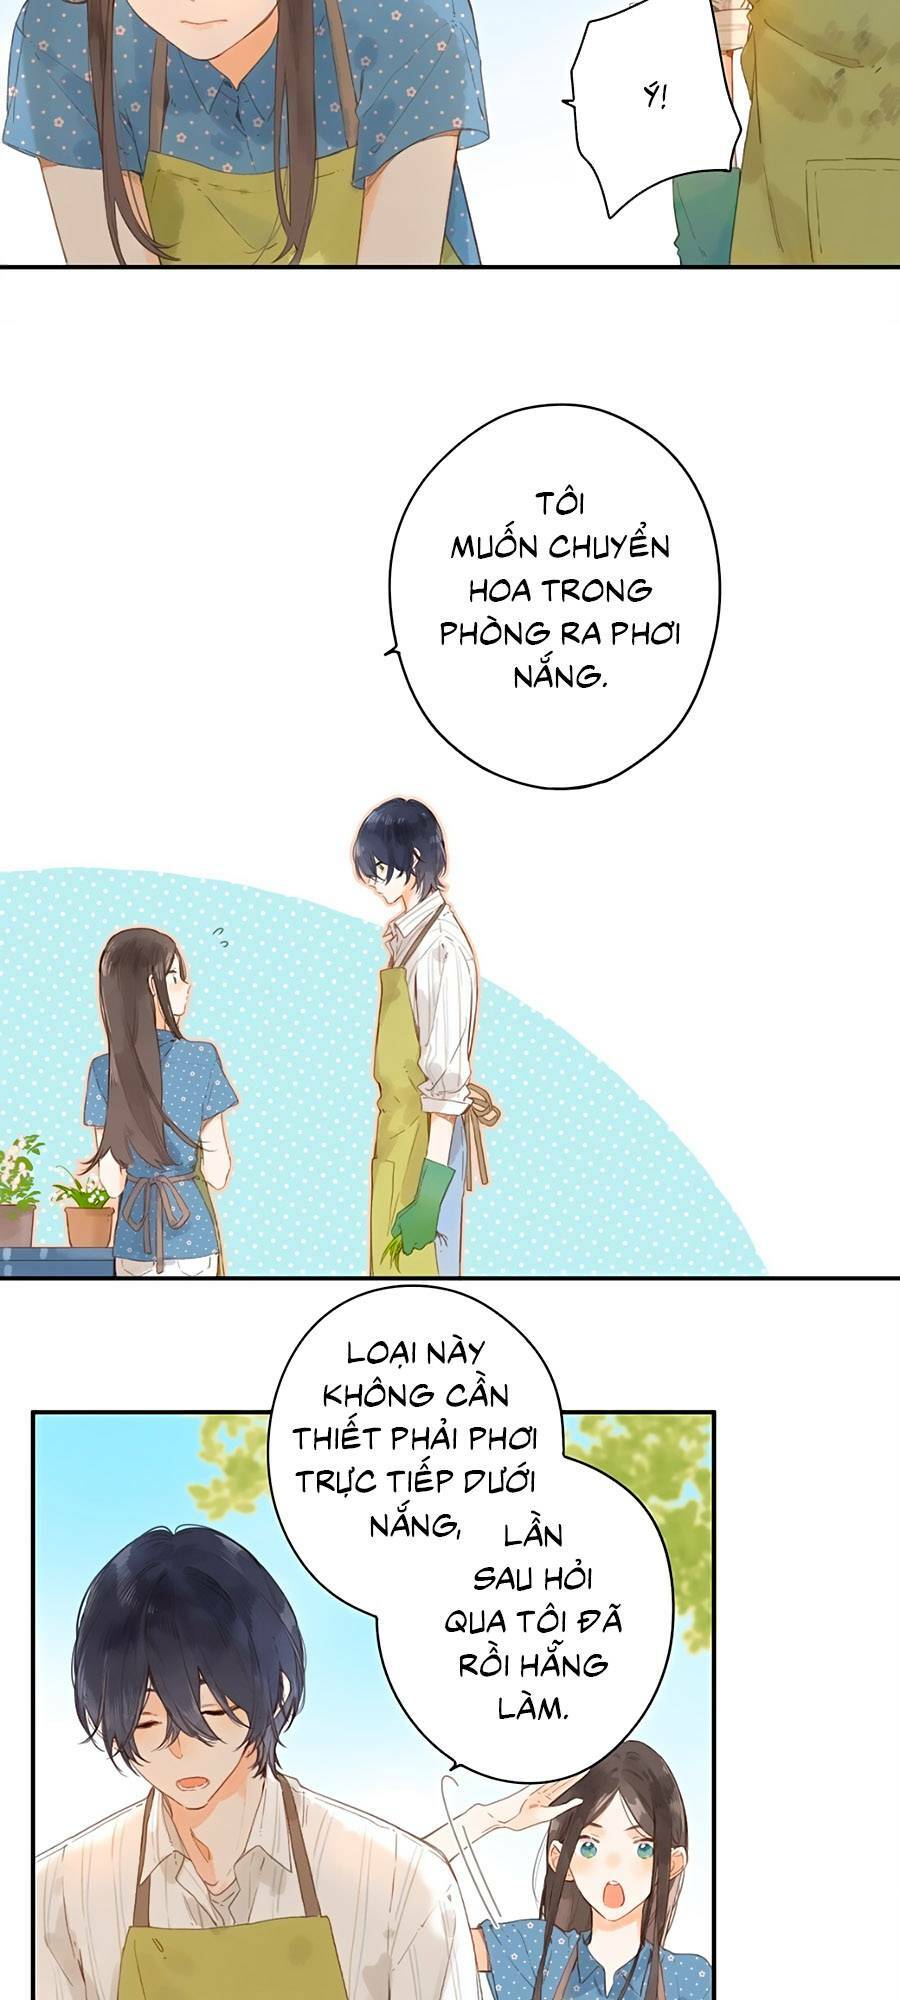 Ý!
TÔI
MUỐN CHUYỂN
HOA TRONG
PHÒNG RA PHƠI
NẮNG.
LOẠI NÀY
KHÔNG CẦN
THIẾT PHẢI PHƠI
TRỰC TIẾP DƯỚI
NẮNG,
LẦN
SAU HỎI
QUA TÔI ĐÃ
RỒI HẴNG
LÀM.